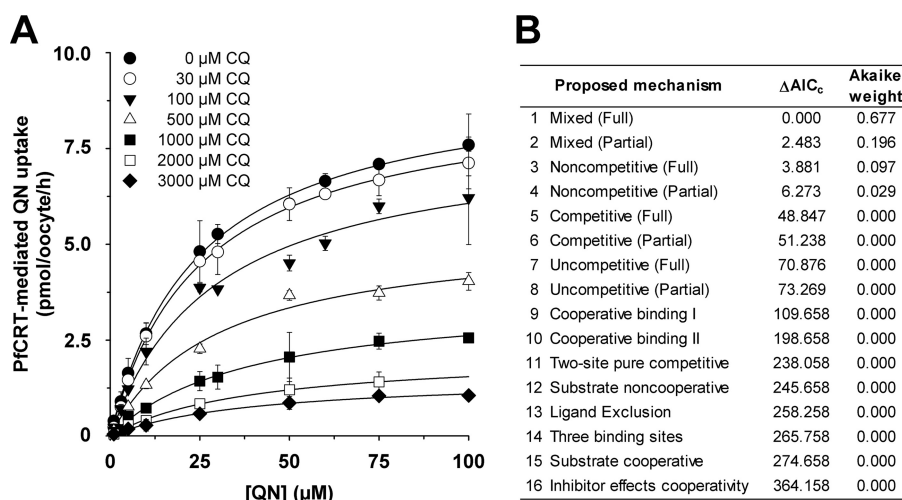 A
PfCRT-mediated QN uptake
(pmol/oocyte/h)
10.0
7.5
5.0
2.5
0
0 µM CQ
30 µM CQ
100 µM CQ
500 µM CQ
1000 µM CQ
2000 µM CQ
3000 µM CQ
0 25 50 75 100
[QN] (µM)
B
Proposed mechanism ΔAICc Akaike weight
1 Mixed (Full) 0.000 0.677
2 Mixed (Partial) 2.483 0.196
3 Noncompetitive (Full) 3.881 0.097
4 Noncompetitive (Partial) 6.273 0.029
5 Competitive (Full) 48.847 0.000
6 Competitive (Partial) 51.238 0.000
7 Uncompetitive (Full) 70.876 0.000
8 Uncompetitive (Partial) 73.269 0.000
9 Cooperative binding I 109.658 0.000
10 Cooperative binding II 198.658 0.000
11 Two-site pure competitive 238.058 0.000
12 Substrate noncooperative 245.658 0.000
13 Ligand Exclusion 258.258 0.000
14 Three binding sites 265.758 0.000
15 Substrate cooperative 274.658 0.000
16 Inhibitor effects cooperativity 364.158 0.000